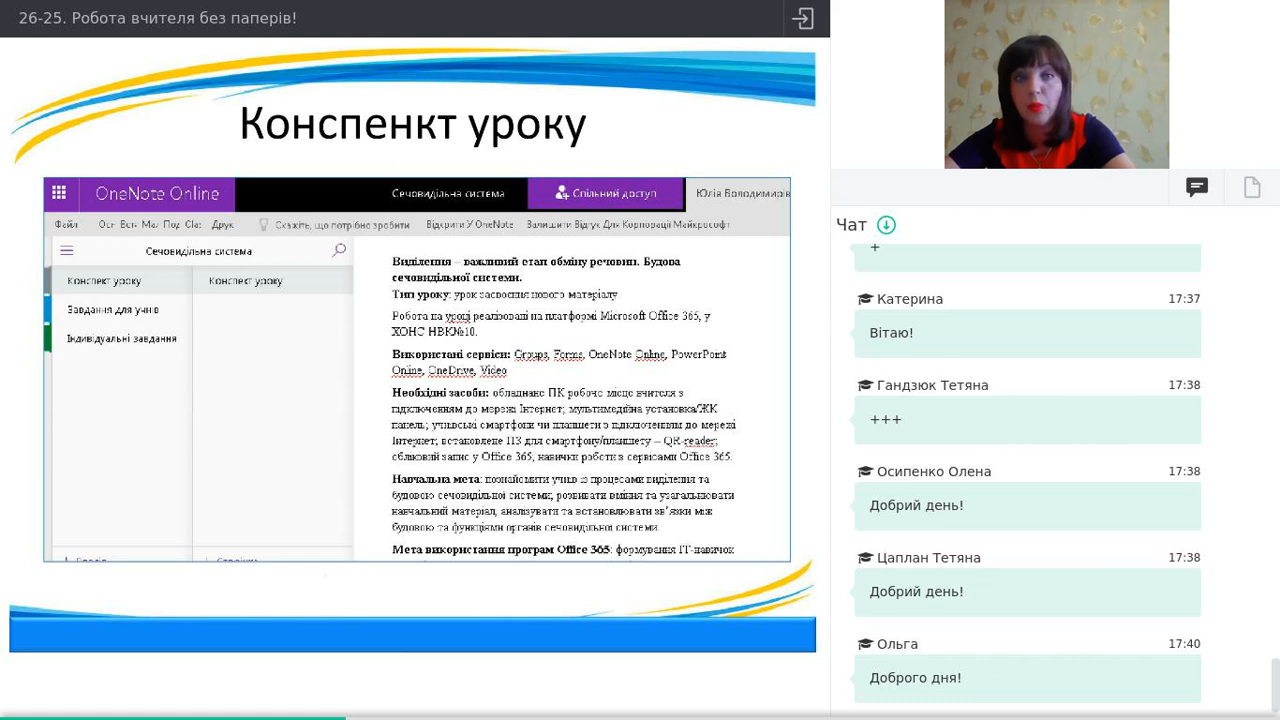 26-25. Робота вчителя без паперів!
Конспенкт уроку
OneNote Online
Сечовидільна система
Спільний доступ
Юлія Володимирів
Файл
Друк
Скажіть, що потрібно зробити
Відкрити У OneNote
Залишити Відгук Для Корпорації Майкрософт
Сечовидільна система
Конспект уроку
Завдання для учнів
Індивідуальні завдання
Конспект уроку
Виділення – важливий етап обміну речовин. Будова
сечовидільної системи.
Тип уроку: урок засвоєння нового матеріалу
Робота на уроці реалізовані на платформі Microsoft Office 365, у
ХОНС НВК№10.
Використані сервіси: Groups, Forms, OneNote Online, PowerPoint
Online, OneDrive, Video
Необхідні засоби: обладнане ПК робоче місце вчителя з
підключенням до мережа Інтернет; мультимедійна установка/ЖК
панель; учнівські смартфони чи планшети з підключенням до мережі
Інтернет; встановлене ПЗ для смартфону/планшету – QR-reader;
обліковий запис у Office 365; навички роботи з сервісами Office 365.
Навчальна мета: познайомити учнів із процесами виділення та
будовою сечовидільної системи; розвивати вміння та узагальнювати
навчальний матеріал, аналізувати та встановлювати зв’язки між
будовою та функціями органів сечовидільної системи.
Мета використання програм Office 365: формування ІТ-навичок
Чат
+
Катерина 17:37
Вітаю!
Гандзюк Тетяна 17:38
+++
Осипенко Олена 17:38
Добрий день!
Цаплан Тетяна 17:38
Добрий день!
Ольга 17:40
Доброго дня!